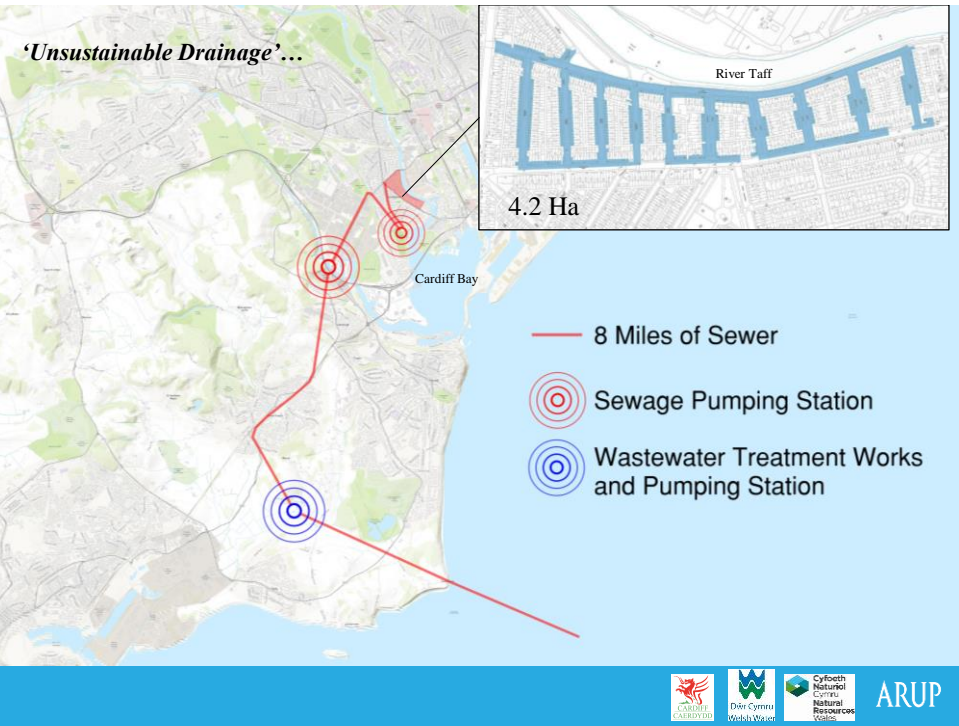 ‘Unsustainable Drainage’…
River Taff
4.2 Ha
Cardiff Bay
8 Miles of Sewer
Sewage Pumping Station
Wastewater Treatment Works
and Pumping Station
CARDIFF
CAERDYDD
Dŵr Cymru
Welsh Water
Cyfoeth
Naturiol
Cymru
Natural
Resources
Wales
ARUP